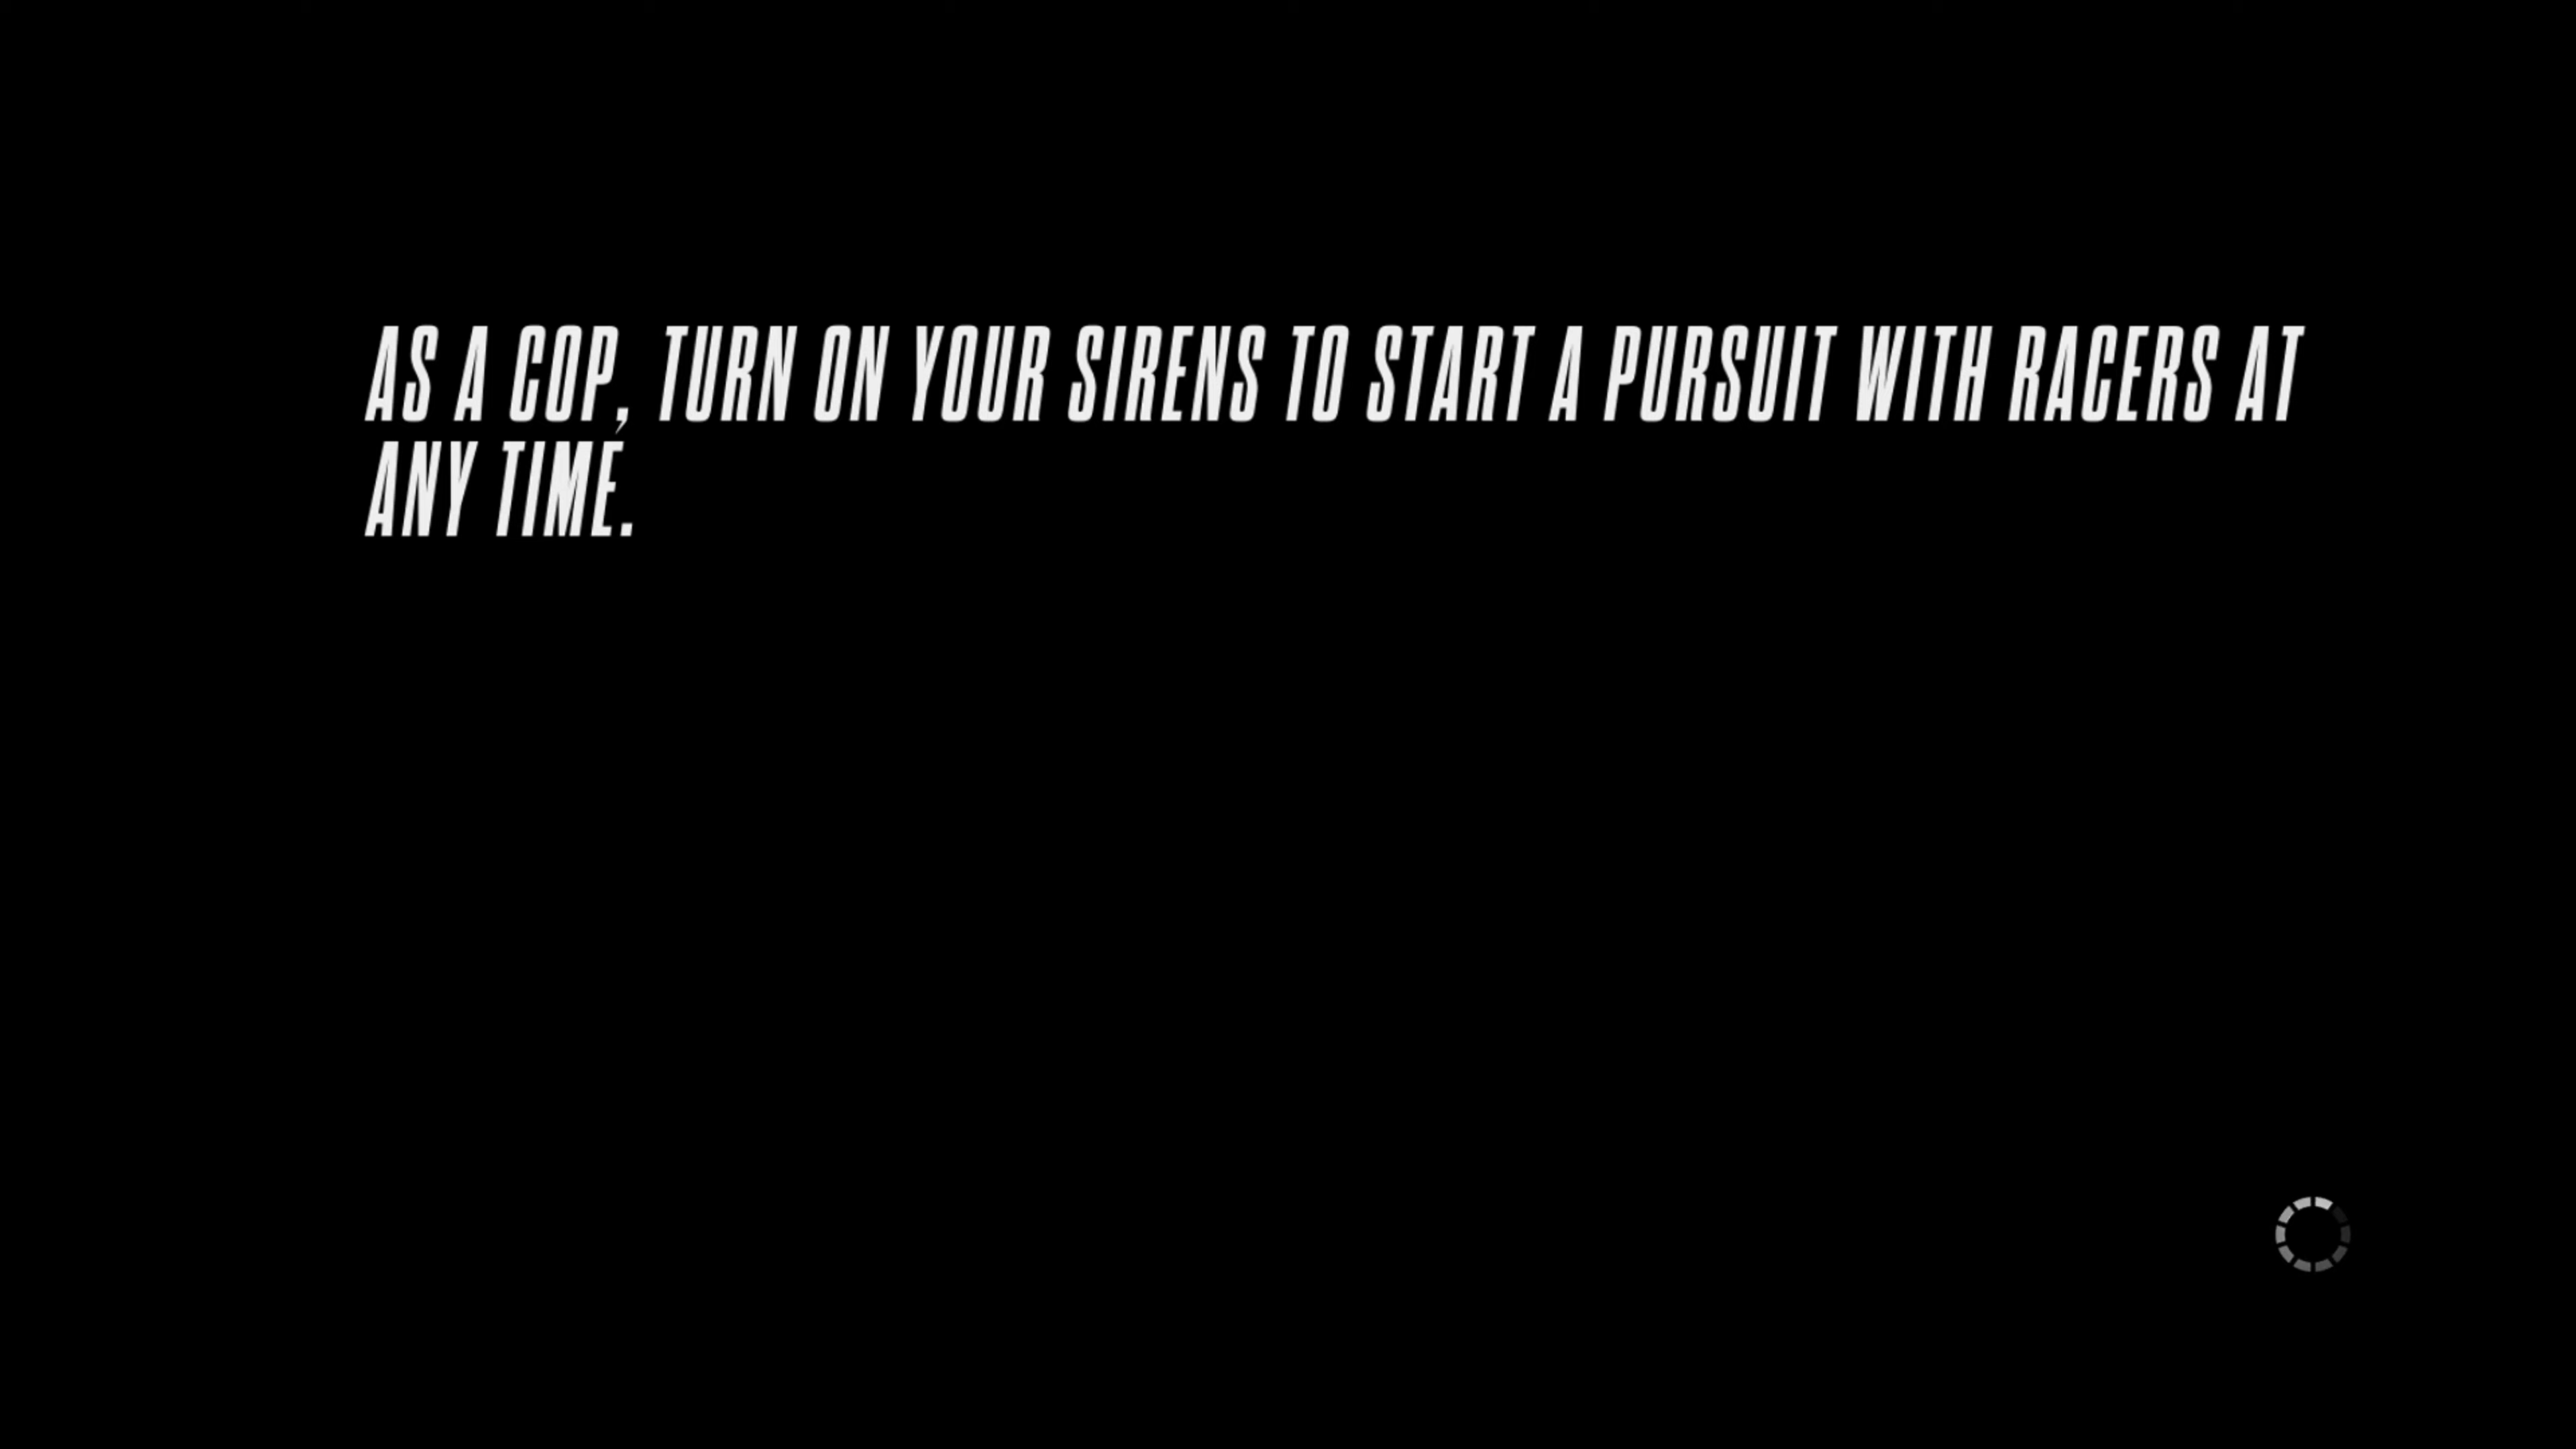 AS A COP, TURN ON YOUR SIRENS TO START A PURSUIT WITH RACERS AT
ANY TIME.